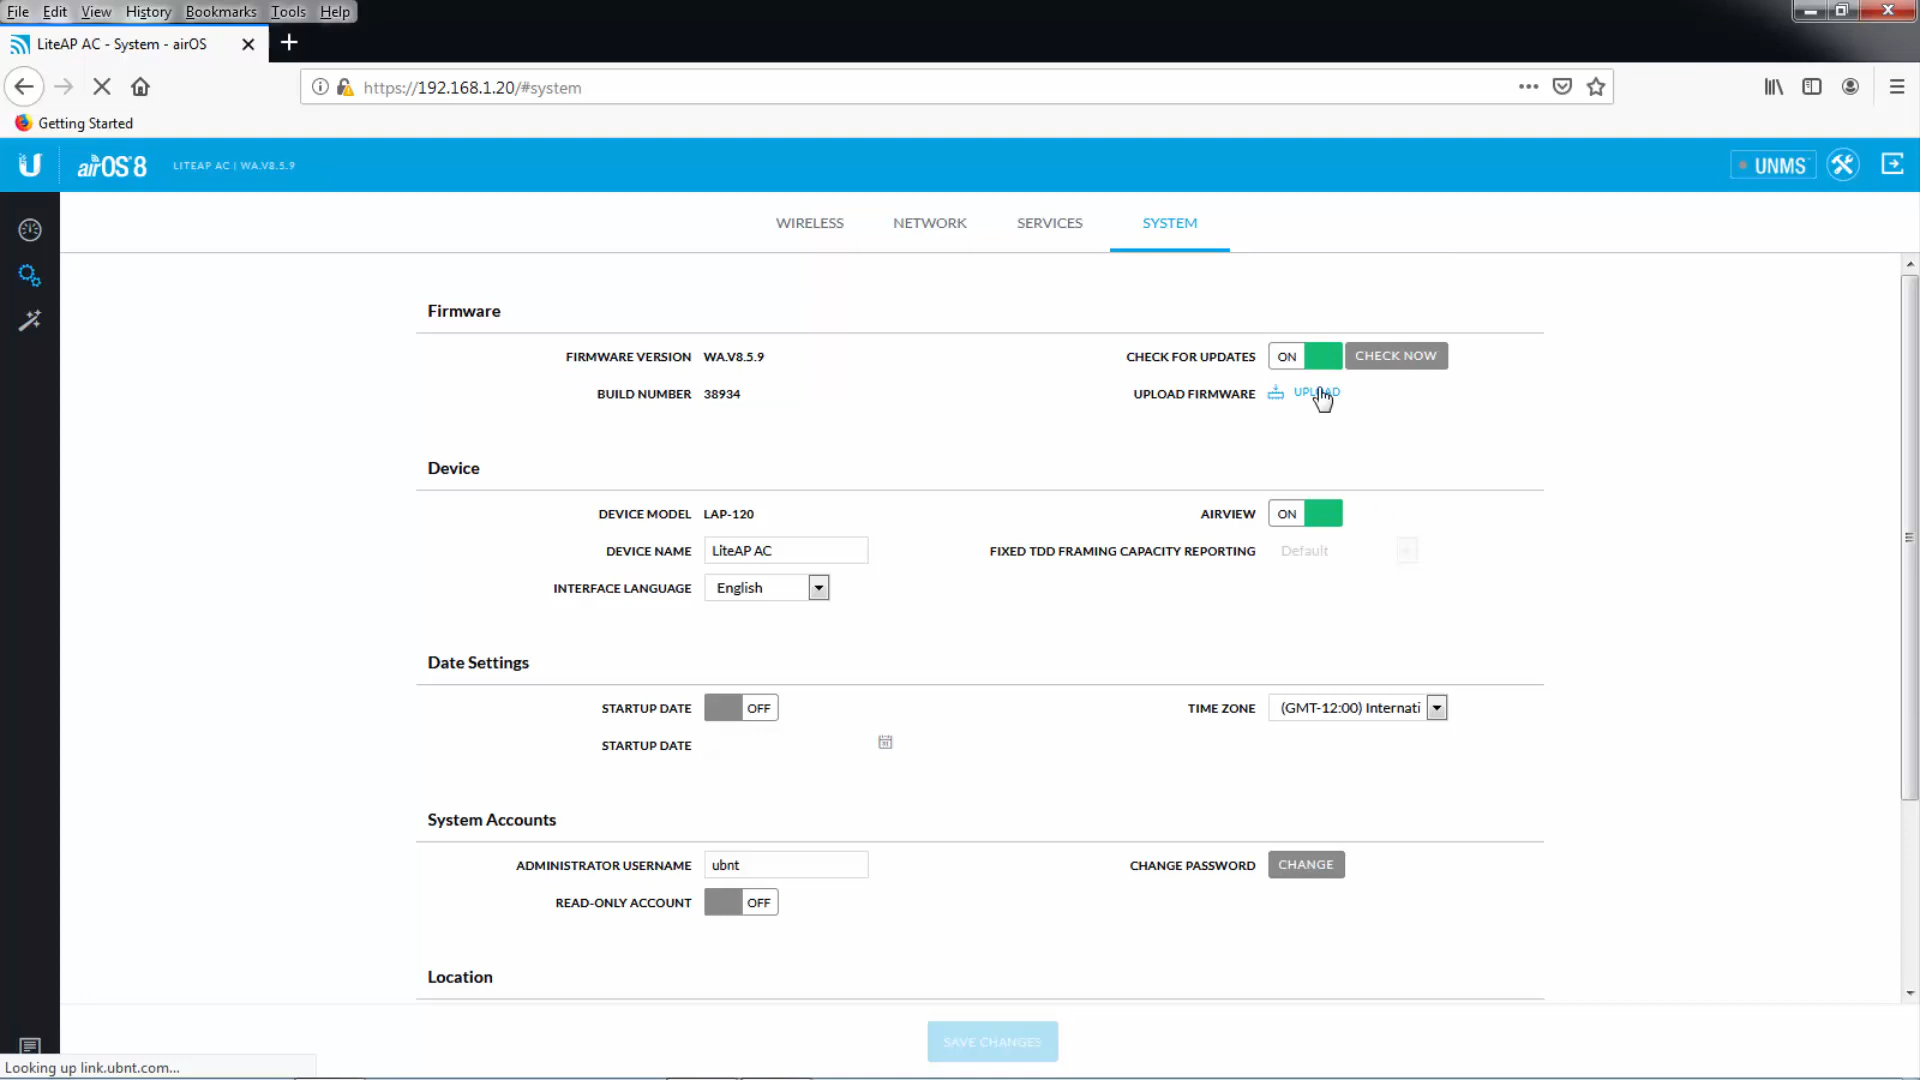 File Edit View History Bookmarks Tools Help
LiteAP AC - System - airOS
https://192.168.1.20/#system
Getting Started
airOS 8 LITEAP AC | WA.V8.5.9 UNMS
WIRELESS NETWORK SERVICES SYSTEM
Firmware
FIRMWARE VERSION WA.V8.5.9 CHECK FOR UPDATES ON CHECK NOW
BUILD NUMBER 38934 UPLOAD FIRMWARE UPLOAD
Device
DEVICE MODEL LAP-120 AIRVIEW ON
DEVICE NAME LiteAP AC FIXED TDD FRAMING CAPACITY REPORTING Default
INTERFACE LANGUAGE English
Date Settings
STARTUP DATE OFF TIME ZONE (GMT-12:00) Internati
STARTUP DATE
System Accounts
ADMINISTRATOR USERNAME ubnt CHANGE PASSWORD CHANGE
READ-ONLY ACCOUNT OFF
Location
SAVE CHANGES
Looking up link.ubnt.com...